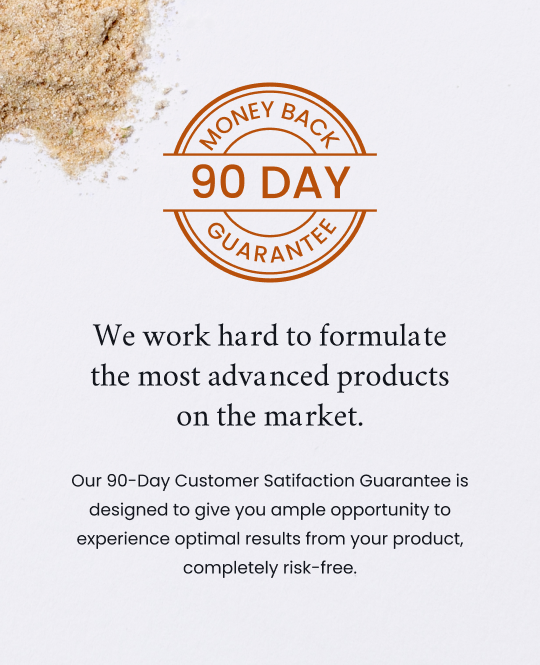 MONEY BACK
90 DAY
GUARANTEE
We work hard to formulate
the most advanced products
on the market.
Our 90-Day Customer Satifaction Guarantee is
designed to give you ample opportunity to
experience optimal results from your product,
completely risk-free.